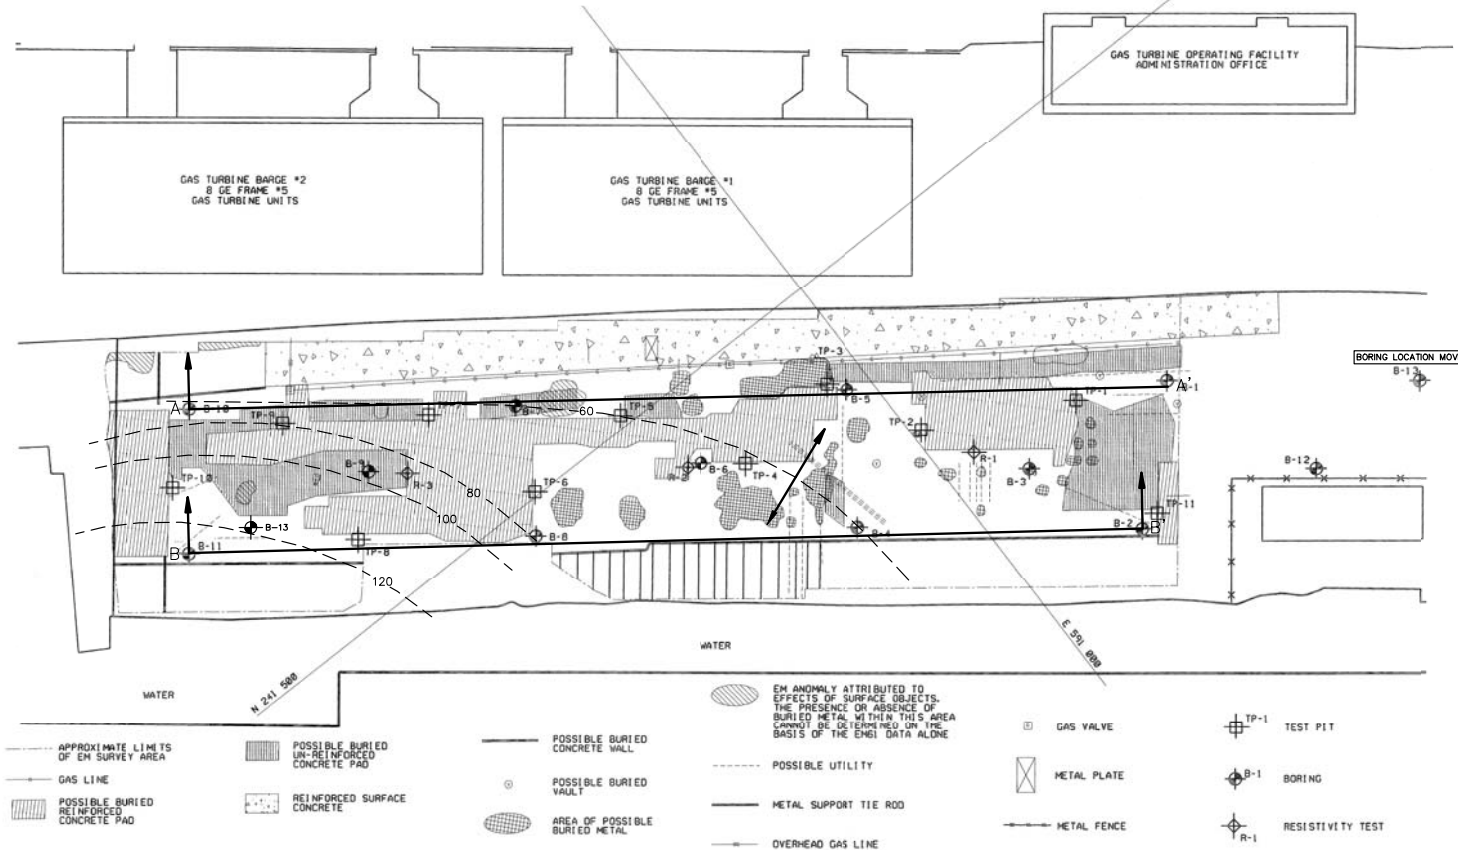 GAS TURBINE OPERATING FACILITY
ADMINISTRATION OFFICE
GAS TURBINE BARGE #2
8 GE FRAME #5
GAS TURBINE UNITS
GAS TURBINE BARGE #1
8 GE FRAME #5
GAS TURBINE UNITS
TP-3
BORING LOCATION MOV
B-13
A
B-10
TP-9
TP-7
B-7
60
TP-5
B-5
TP-1
A'
B-1
TP-2
B-9
R-3
TP-10
80
TP-6
R-2
B-6
TP-4
R-1
B-3
B-12
100
B-13
B-8
B-4
B-2
TP-11
B'
B
B-11
TP-8
120
WATER
WATER
N 241 500
E 591 000
APPROXIMATE LIMITS
OF EM SURVEY AREA
GAS LINE
POSSIBLE BURIED
REINFORCED
CONCRETE PAD
POSSIBLE BURIED
UN-REINFORCED
CONCRETE PAD
REINFORCED SURFACE
CONCRETE
POSSIBLE BURIED
CONCRETE WALL
POSSIBLE BURIED
VAULT
AREA OF POSSIBLE
BURIED METAL
EM ANOMALY ATTRIBUTED TO
EFFECTS OF SURFACE OBJECTS.
THE PRESENCE OR ABSENCE OF
BURIED METAL WITHIN THIS AREA
CANNOT BE DETERMINED ON THE
BASIS OF THE EM31 DATA ALONE
POSSIBLE UTILITY
METAL SUPPORT TIE ROD
OVERHEAD GAS LINE
GAS VALVE
METAL PLATE
METAL FENCE
TP-1
TEST PIT
B-1
BORING
R-1
RESISTIVITY TEST